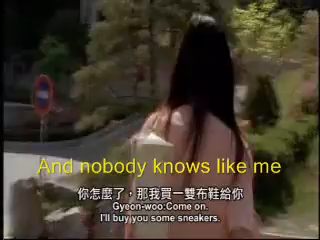 And nobody knows like me
你怎麼了，那我買一雙布鞋給你
Gyeon-woo:Come on.
I'll buy you some sneakers.